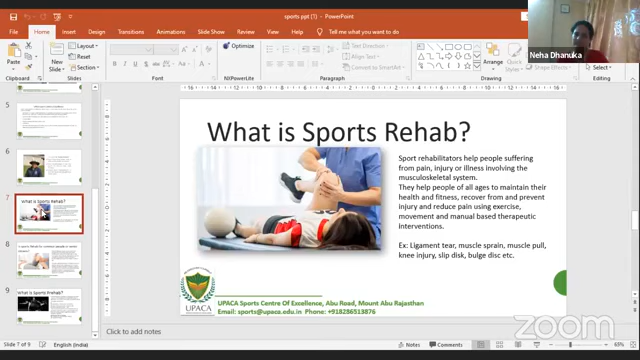 sports ppt (1) - PowerPoint
File Home Insert Design Transitions Animations Slide Show Review View Help Tell me what you want to do
Paste
New
Slide
Layout
Reset
Section
Optimize
Text Direction
Align Text
Convert to SmartArt
Arrange
Shape Effects
Select
Clipboard Slides NXPowerLite Font Paragraph Drawing Editing
Neha Dhanuka
5
6
7
What is Sports Rehab?
8
9
What is Sports Rehab?
Sport rehabilitators help people suffering
from pain, injury or illness involving the
musculoskeletal system.
They help people of all ages to maintain their
health and fitness, recover from and prevent
injury and reduce pain using exercise,
movement and manual based therapeutic
interventions.
Ex: Ligament tear, muscle sprain, muscle pull,
knee injury, slip disk, bulge disc etc.
UPACA
UPACA Sports Centre Of Excellence, Abu Road, Mount Abu Rajasthan
Email: sports@upaca.edu.in Phone: +918286513876
Click to add notes
Slide 7 of 9 English (India) Notes Comments 63%
zoom